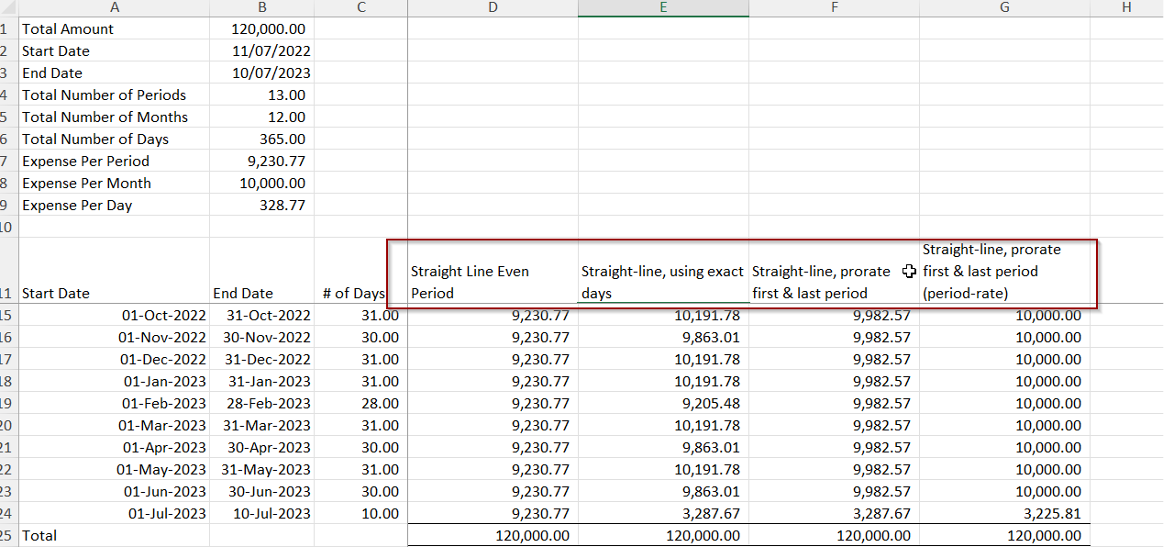 A B C D E F G H
1 Total Amount 120,000.00
2 Start Date 11/07/2022
3 End Date 10/07/2023
4 Total Number of Periods 13.00
5 Total Number of Months 12.00
6 Total Number of Days 365.00
7 Expense Per Period 9,230.77
8 Expense Per Month 10,000.00
9 Expense Per Day 328.77
10
Straight-line, prorate
Straight Line Even Straight-line, using exact Straight-line, prorate first & last period
11 Start Date End Date # of Days Period days first & last period (period-rate)
15 01-Oct-2022 31-Oct-2022 31.00 9,230.77 10,191.78 9,982.57 10,000.00
16 01-Nov-2022 30-Nov-2022 30.00 9,230.77 9,863.01 9,982.57 10,000.00
17 01-Dec-2022 31-Dec-2022 31.00 9,230.77 10,191.78 9,982.57 10,000.00
18 01-Jan-2023 31-Jan-2023 31.00 9,230.77 10,191.78 9,982.57 10,000.00
19 01-Feb-2023 28-Feb-2023 28.00 9,230.77 9,205.48 9,982.57 10,000.00
20 01-Mar-2023 31-Mar-2023 31.00 9,230.77 10,191.78 9,982.57 10,000.00
21 01-Apr-2023 30-Apr-2023 30.00 9,230.77 9,863.01 9,982.57 10,000.00
22 01-May-2023 31-May-2023 31.00 9,230.77 10,191.78 9,982.57 10,000.00
23 01-Jun-2023 30-Jun-2023 30.00 9,230.77 9,863.01 9,982.57 10,000.00
24 01-Jul-2023 10-Jul-2023 10.00 9,230.77 3,287.67 3,287.67 3,225.81
25 Total 120,000.00 120,000.00 120,000.00 120,000.00